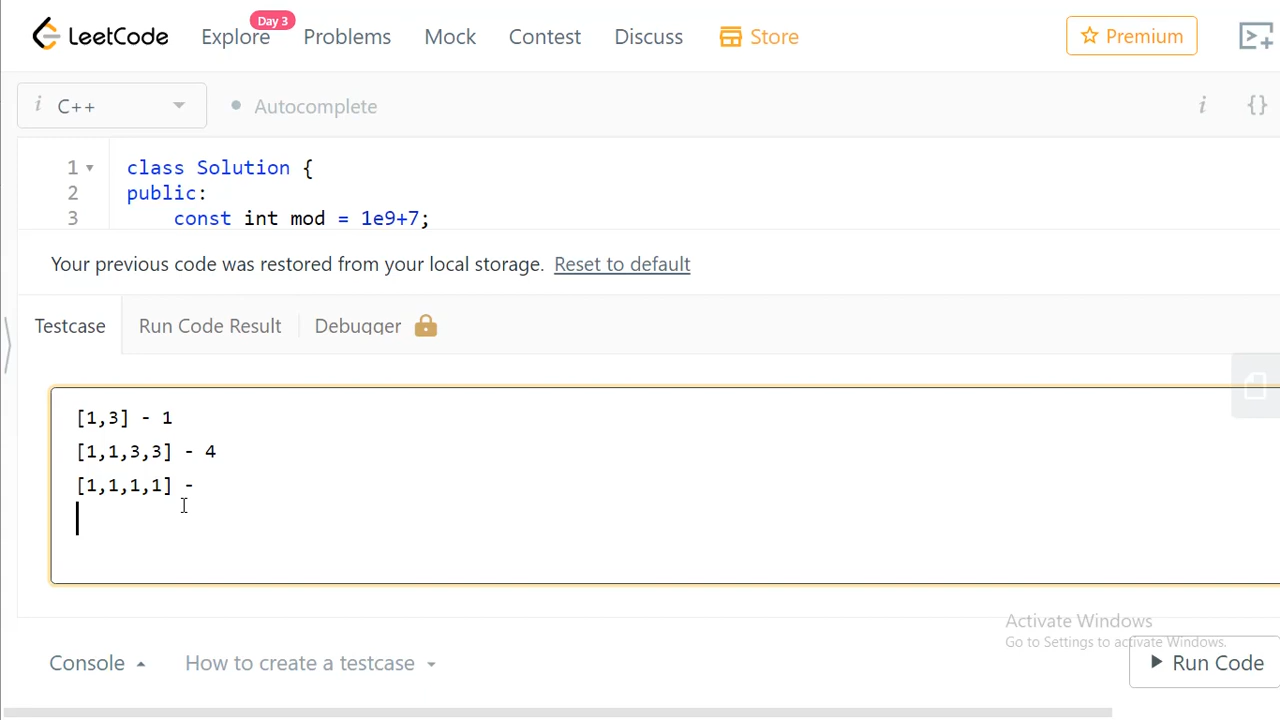 Day 3
LeetCode Explore Problems Mock Contest Discuss Store Premium
i C++ Autocomplete i {}
1 class Solution {
2 public:
3 const int mod = 1e9+7;
Your previous code was restored from your local storage. Reset to default
Testcase Run Code Result Debugger
[1,3] - 1
[1,1,3,3] - 4
[1,1,1,1] -
Activate Windows
Go to Settings to activate Windows.
Console How to create a testcase Run Code